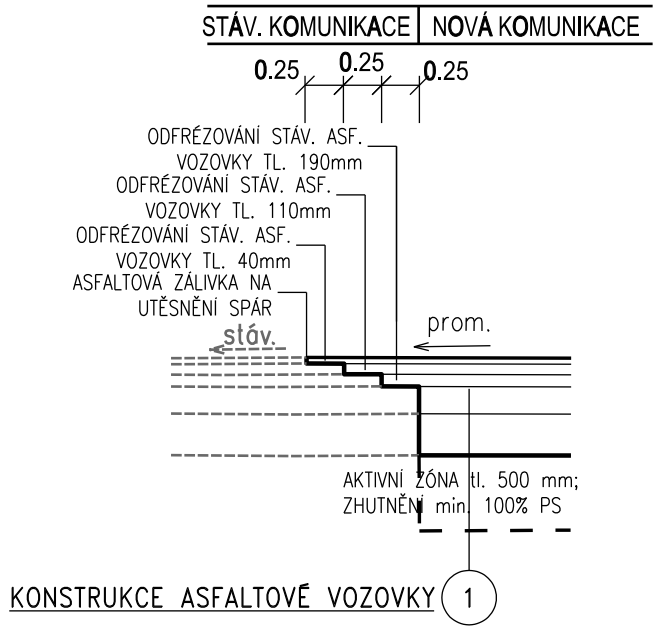 STÁV. KOMUNIKACE NOVÁ KOMUNIKACE
0.25 0.25 0.25
ODFRÉZOVÁNÍ STÁV. ASF.
VOZOVKY TL. 190mm
ODFRÉZOVÁNÍ STÁV. ASF.
VOZOVKY TL. 110mm
ODFRÉZOVÁNÍ STÁV. ASF.
VOZOVKY TL. 40mm
ASFALTOVÁ ZÁLIVKA NA
UTĚSNĚNÍ SPÁR
stáv. prom.
AKTIVNÍ ZÓNA tl. 500 mm;
ZHUTNĚNÍ min. 100% PS
KONSTRUKCE ASFALTOVÉ VOZOVKY 1